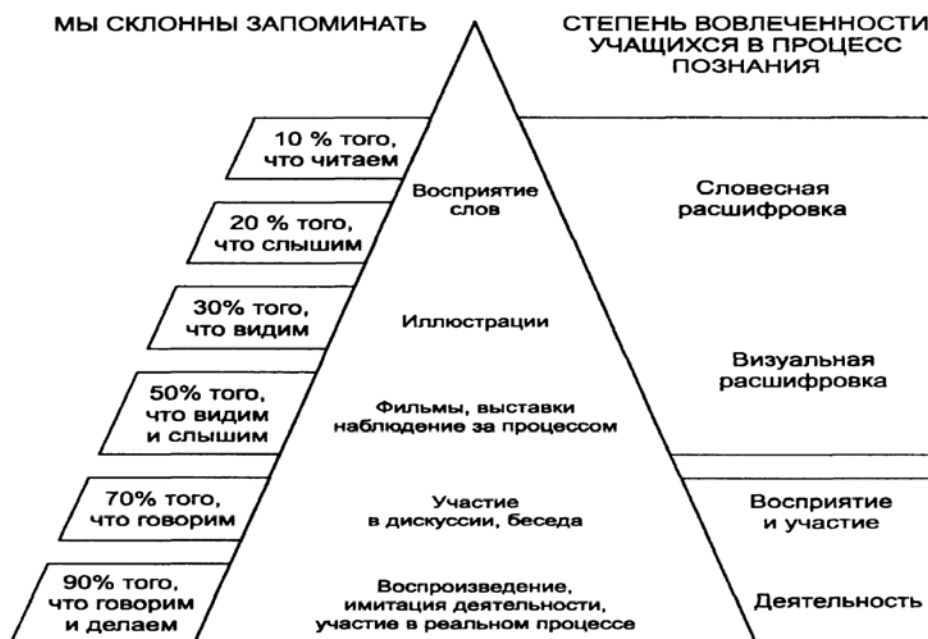 МЫ СКЛОННЫ ЗАПОМИНАТЬ
СТЕПЕНЬ ВОВЛЕЧЕННОСТИ
УЧАЩИХСЯ В ПРОЦЕСС
ПОЗНАНИЯ
10 % того,
что читаем
Восприятие
слов
Словесная
расшифровка
20 % того,
что слышим
30% того,
что видим
Иллюстрации
Визуальная
расшифровка
50% того,
что видим
и слышим
Фильмы, выставки
наблюдение за процессом
70% того,
что говорим
Участие
в дискуссии, беседа
Восприятие
и участие
90% того,
что говорим
и делаем
Воспроизведение,
имитация деятельности,
участие в реальном процессе
Деятельность